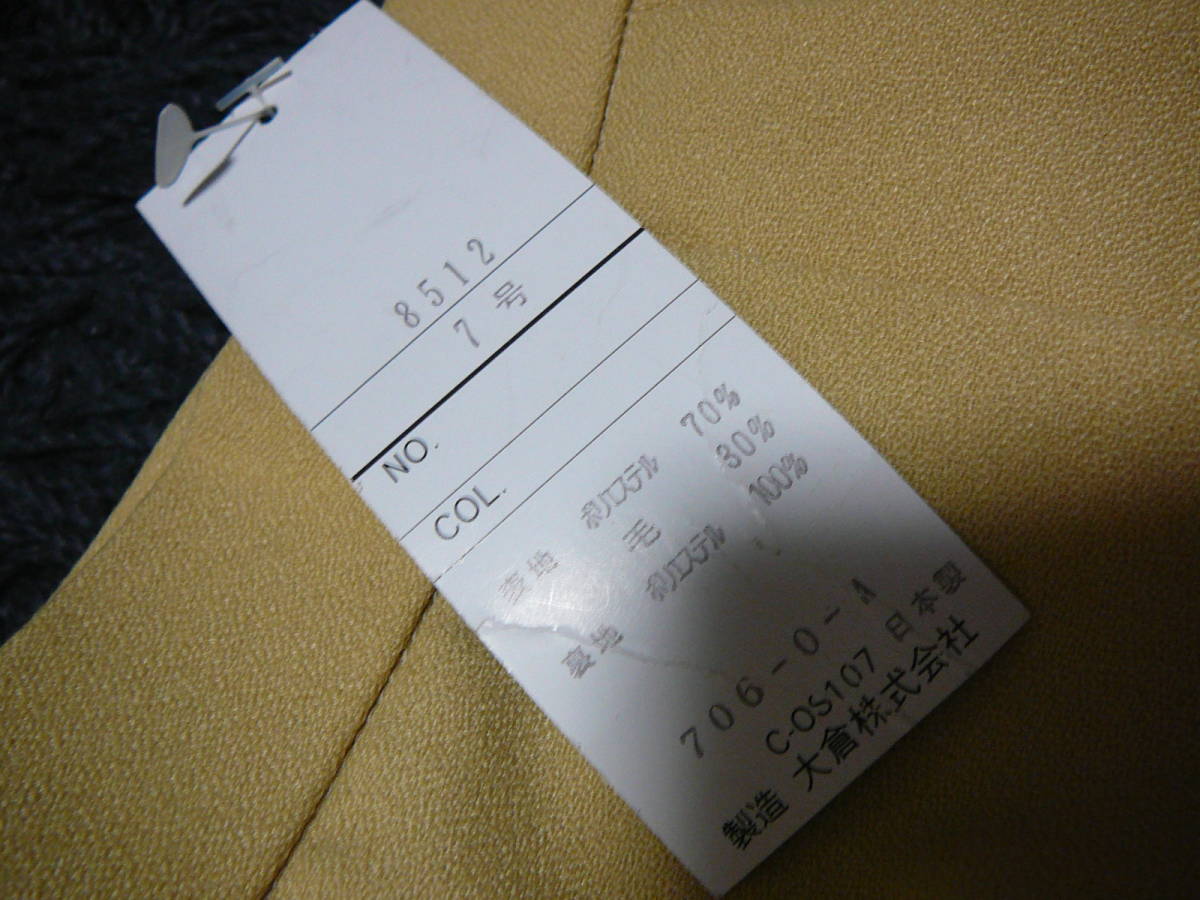 8512
7 号
NO.
COL.
表地 ポリエステル 70%
毛 30%
裏地 ポリエステル 100%
706-0-A
C-OS107 日本製
製造 大倉株式会社